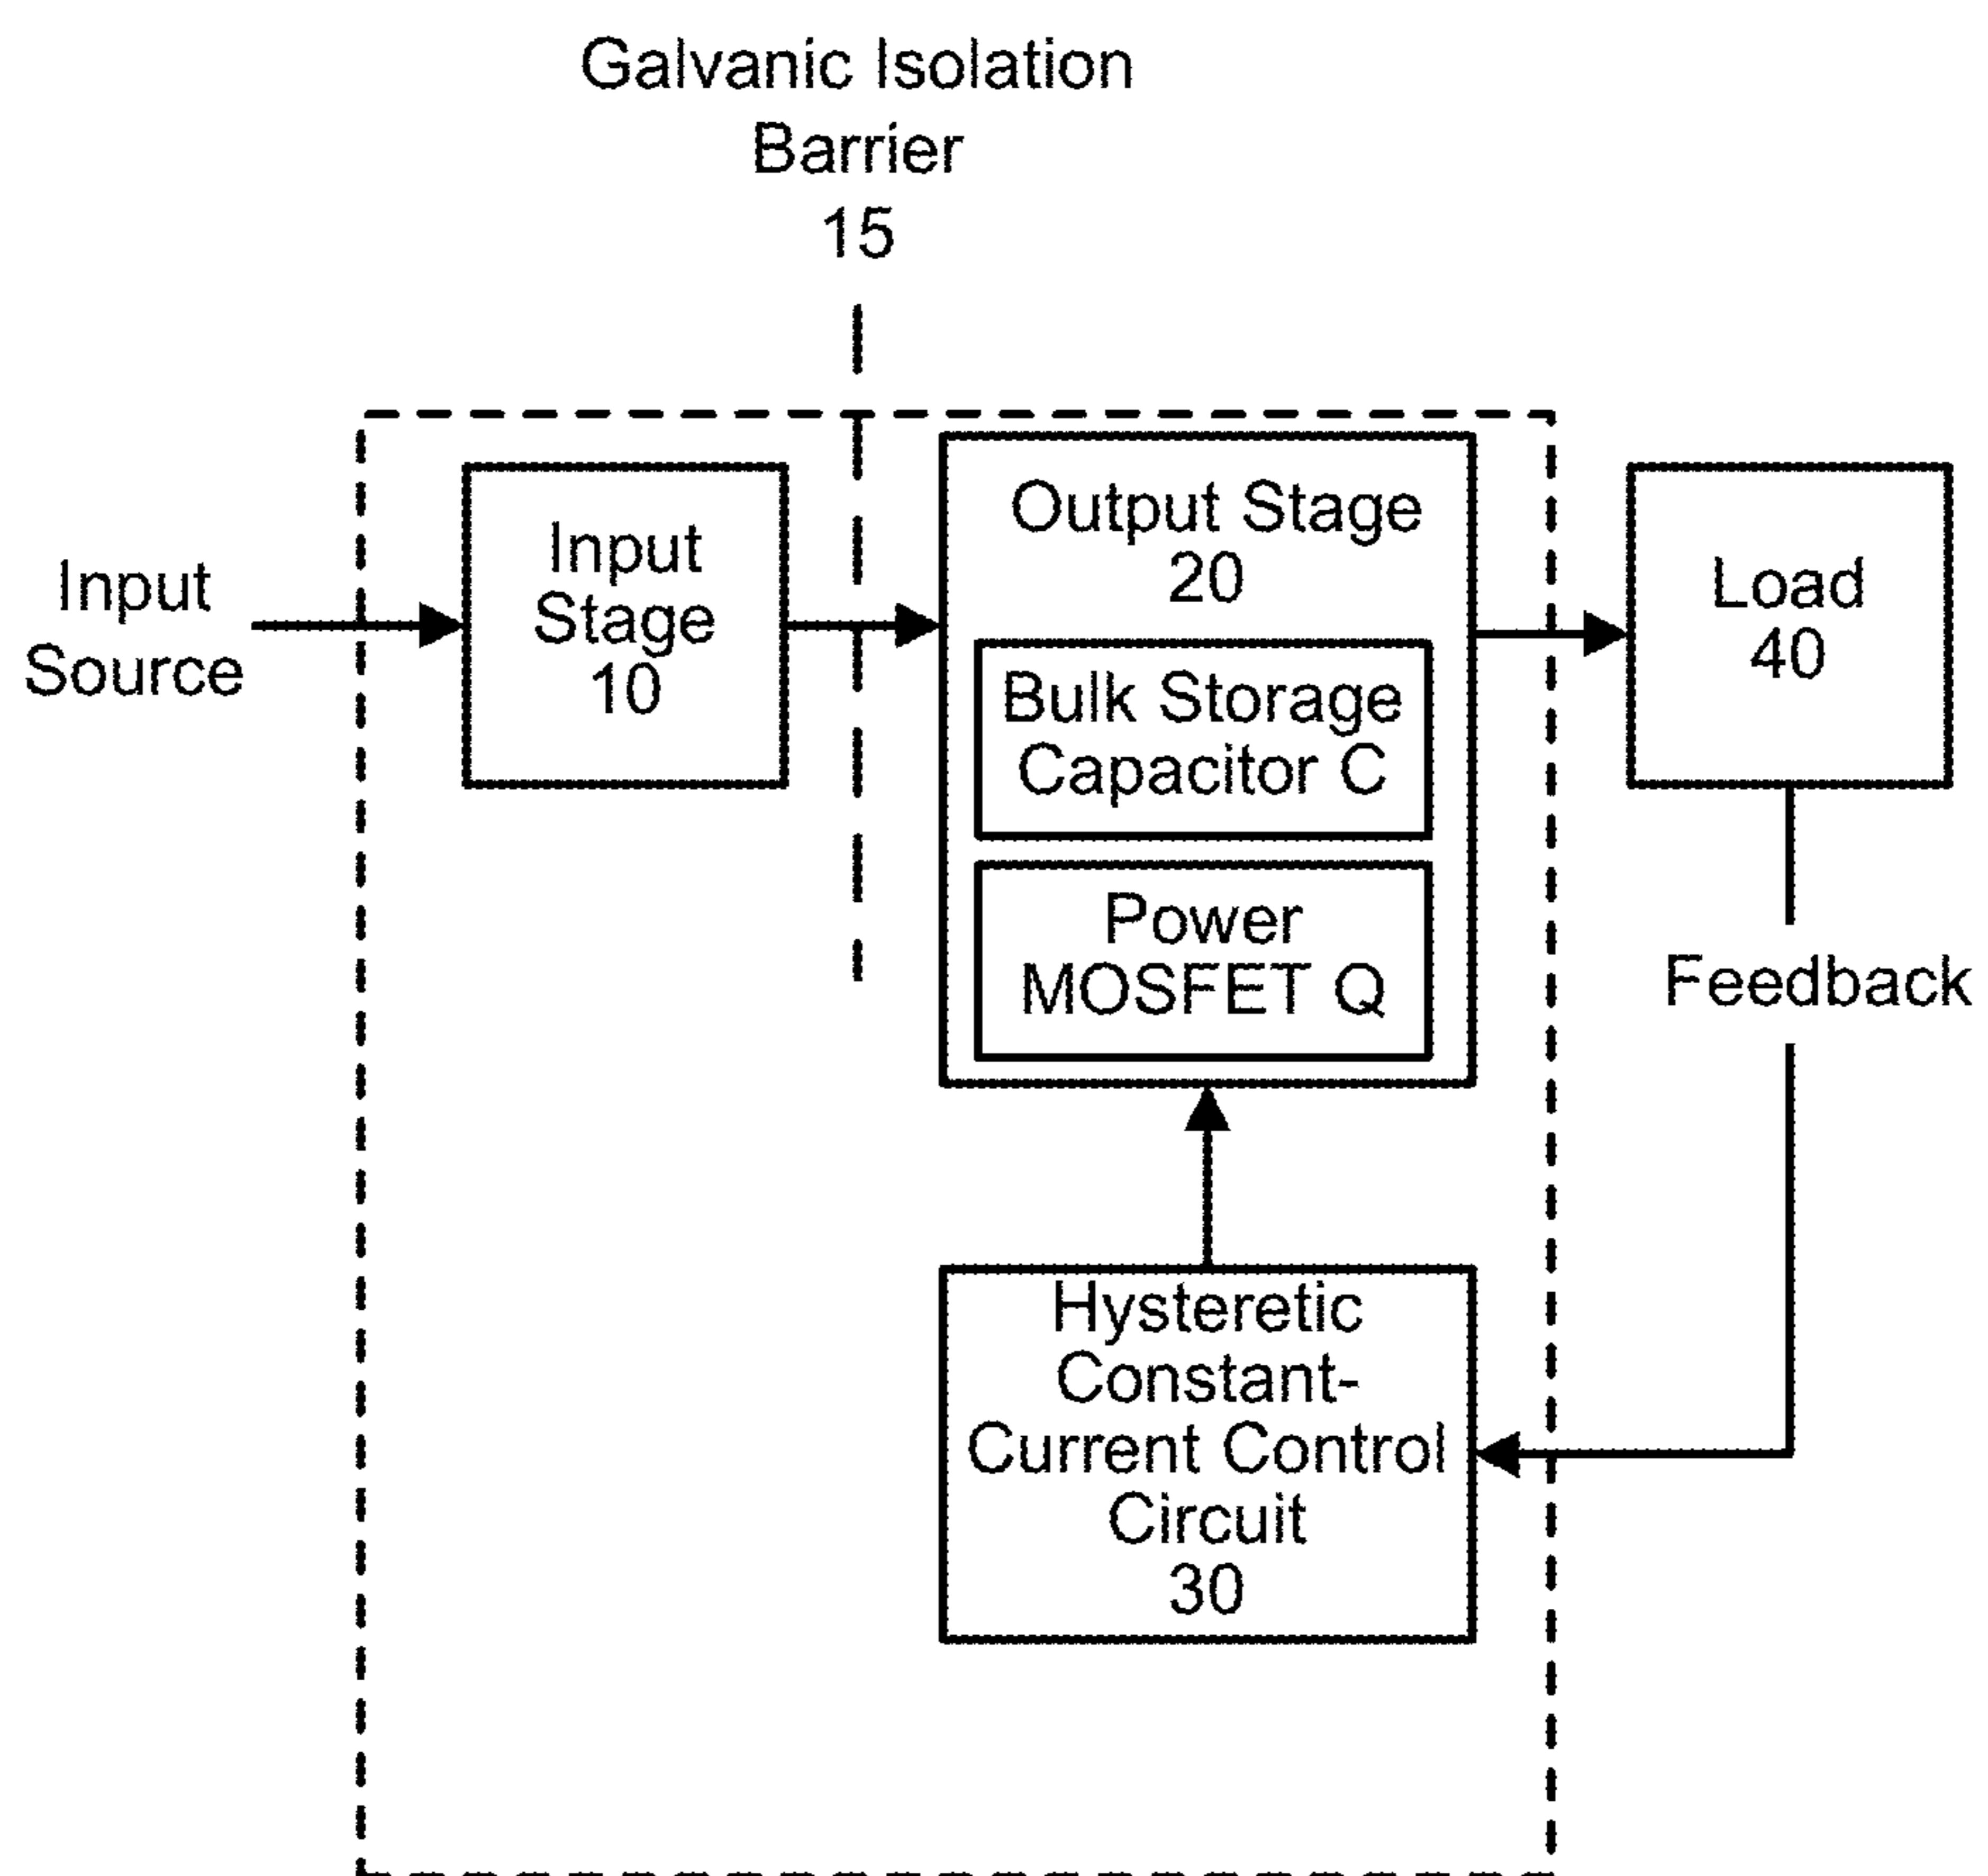 Galvanic Isolation
Barrier
15
Input
Source
Input
Stage
10
Output Stage
20
Bulk Storage
Capacitor C
Power
MOSFET Q
Load
40
Feedback
Hysteretic
Constant-
Current Control
Circuit
30